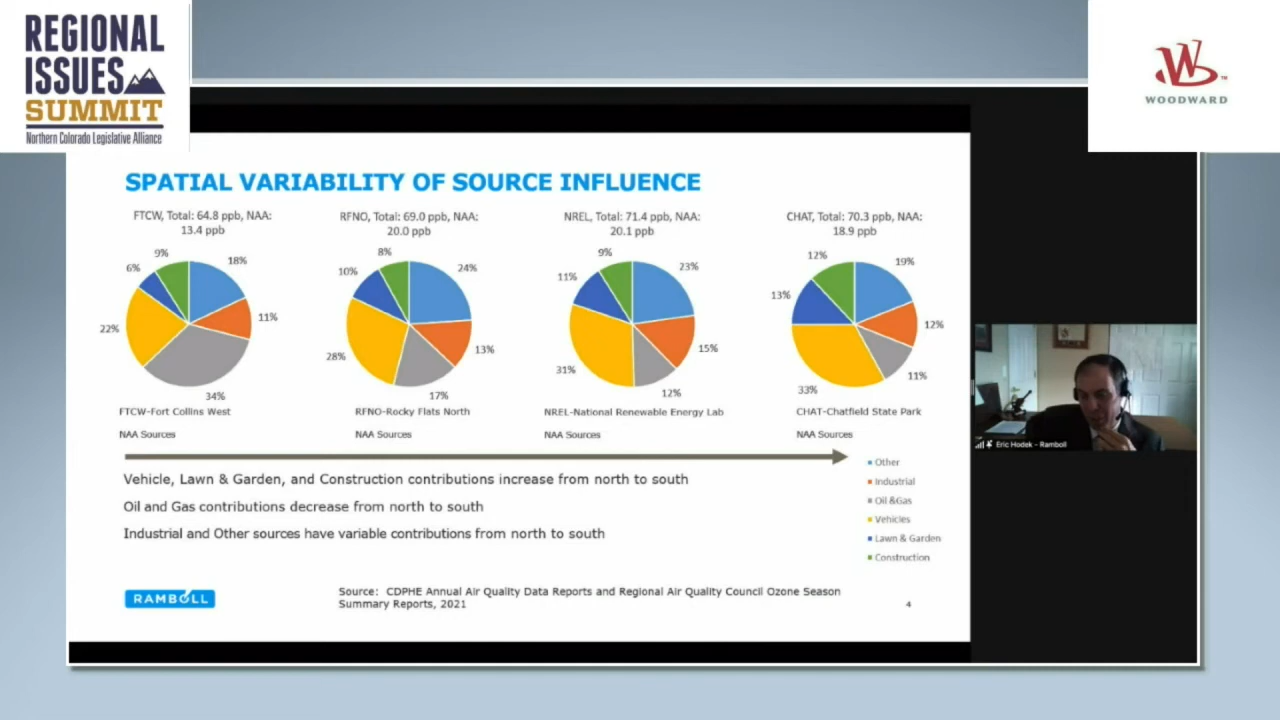 REGIONAL
ISSUES
SUMMIT
Northern Colorado Legislative Alliance
W
TM
WOODWARD
SPATIAL VARIABILITY OF SOURCE INFLUENCE
FTCW, Total: 64.8 ppb, NAA:
13.4 ppb
9%
18%
6%
11%
22%
34%
FTCW-Fort Collins West
NAA Sources
RFNO, Total: 69.0 ppb, NAA:
20.0 ppb
8%
24%
10%
13%
28%
17%
RFNO-Rocky Flats North
NAA Sources
NREL, Total: 71.4 ppb, NAA:
20.1 ppb
9%
23%
11%
15%
31%
12%
NREL-National Renewable Energy Lab
NAA Sources
CHAT, Total: 70.3 ppb, NAA:
18.9 ppb
12%
19%
13%
12%
33%
11%
CHAT-Chatfield State Park
NAA Sources
Vehicle, Lawn & Garden, and Construction contributions increase from north to south
Oil and Gas contributions decrease from north to south
Industrial and Other sources have variable contributions from north to south
Other
Industrial
Oil &Gas
Vehicles
Lawn & Garden
Construction
RAMBOLL
Source: CDPHE Annual Air Quality Data Reports and Regional Air Quality Council Ozone Season
Summary Reports, 2021
4
Eric Hodek - Ramboll